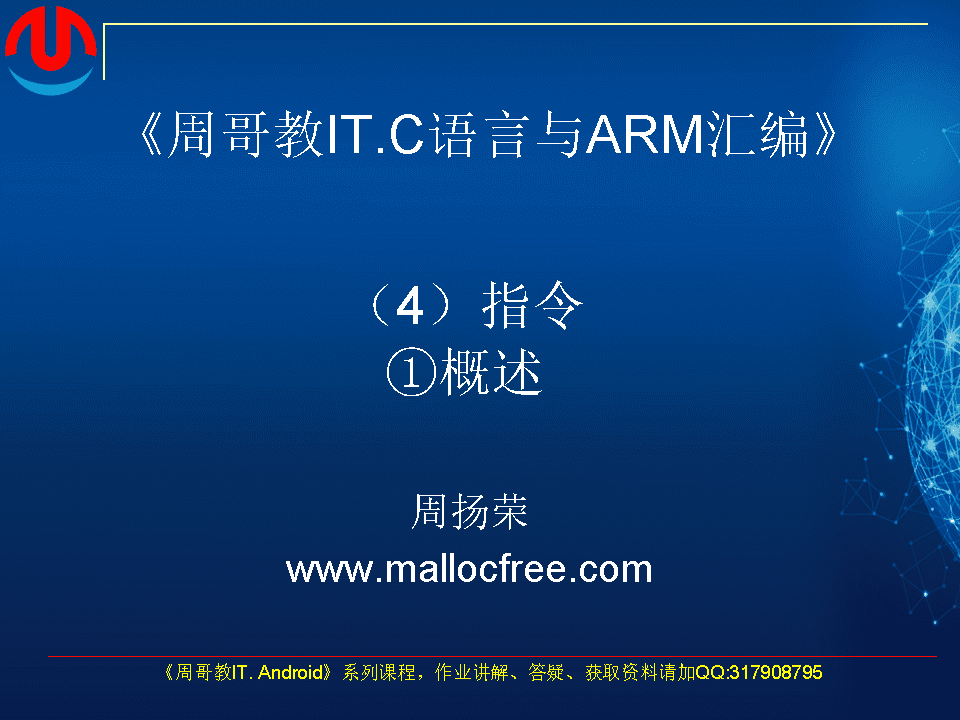 《周哥教IT.C语言与ARM汇编》
（4）指令
①概述
周扬荣
www.mallocfree.com
《周哥教IT. Android》系列课程，作业讲解、答疑、获取资料请加QQ:317908795